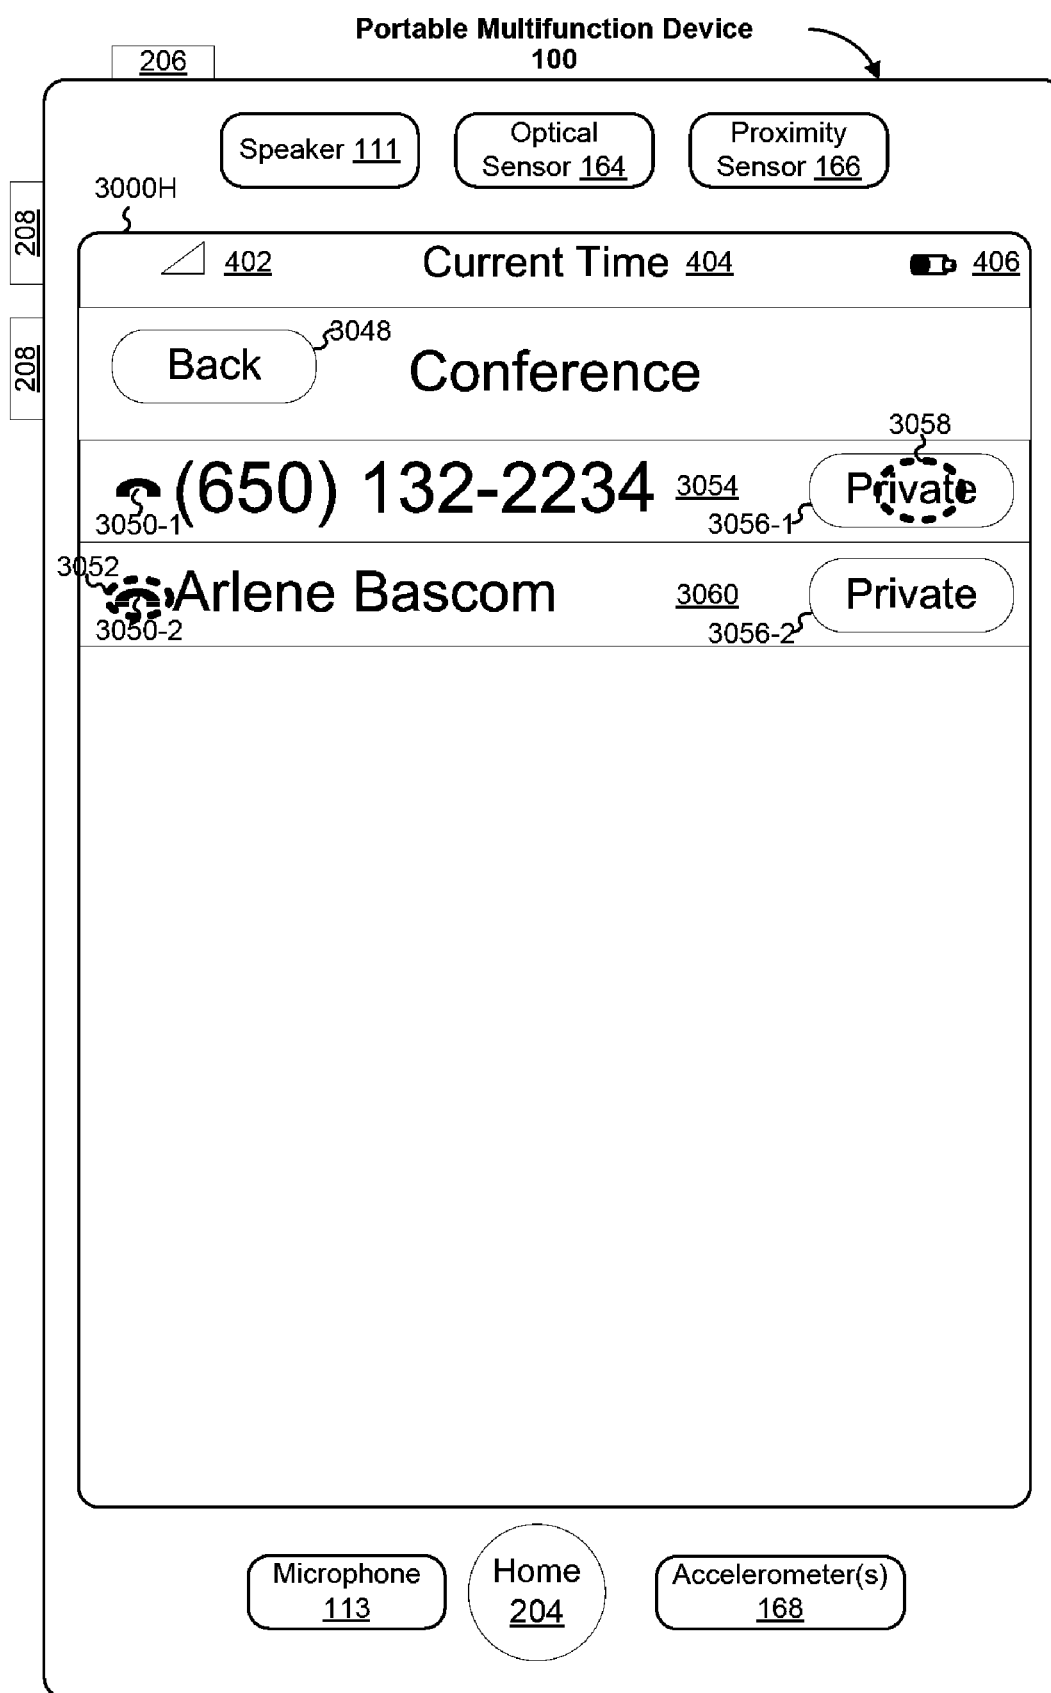 Portable Multifunction Device
100
206
Speaker 111
Optical
Sensor 164
Proximity
Sensor 166
3000H
208
402
Current Time 404
406
208
Back
3048
Conference
3058
(650) 132-2234
3054
Private
3050-1
3056-1
3052
Arlene Bascom
3060
Private
3050-2
3056-2
Microphone
113
Home
204
Accelerometer(s)
168